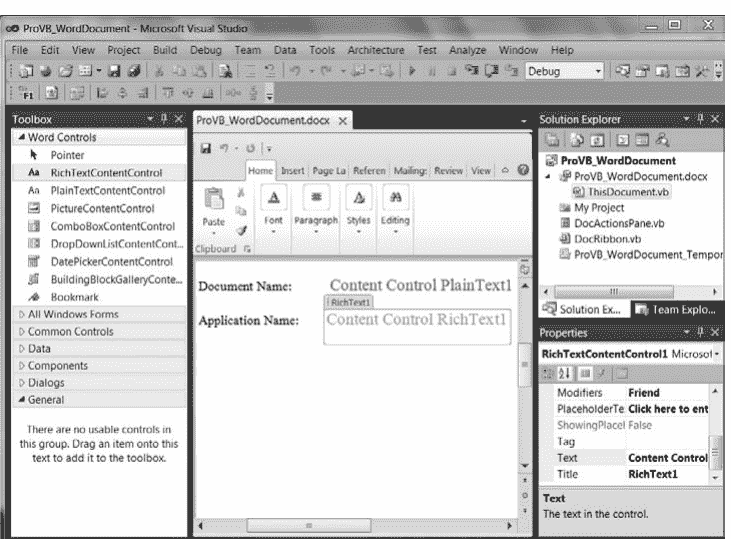 ProVB_WordDocument - Microsoft Visual Studio
File Edit View Project Build Debug Team Data Tools Architecture Test Analyze Window Help
Debug
F1
Toolbox
Word Controls
Pointer
Aa RichTextContentControl
Aa PlainTextContentControl
PictureContentControl
ComboBoxContentControl
DropDownListContentCont...
DatePickerContentControl
BuildingBlockGalleryConte...
Bookmark
All Windows Forms
Common Controls
Data
Components
Dialogs
General
There are no usable controls in
this group. Drag an item onto this
text to add it to the toolbox.
ProVB_WordDocument.docx
Home Insert Page La Referen Mailing: Review View
Paste Font Paragraph Styles Editing
Clipboard
Document Name: Content Control PlainText1
RichText1
Application Name: Content Control RichText1
Solution Explorer
ProVB_WordDocument
ProVB_WordDocument.docx
ThisDocument.vb
My Project
DocActionsPane.vb
DocRibbon.vb
ProVB_WordDocument_Tempor
Solution Ex... Team Explo...
Properties
RichTextContentControl1 Microsof
Modifiers Friend
PlaceholderTe Click here to ent
ShowingPlacel False
Tag
Text Content Control
Title RichText1
Text
The text in the control.